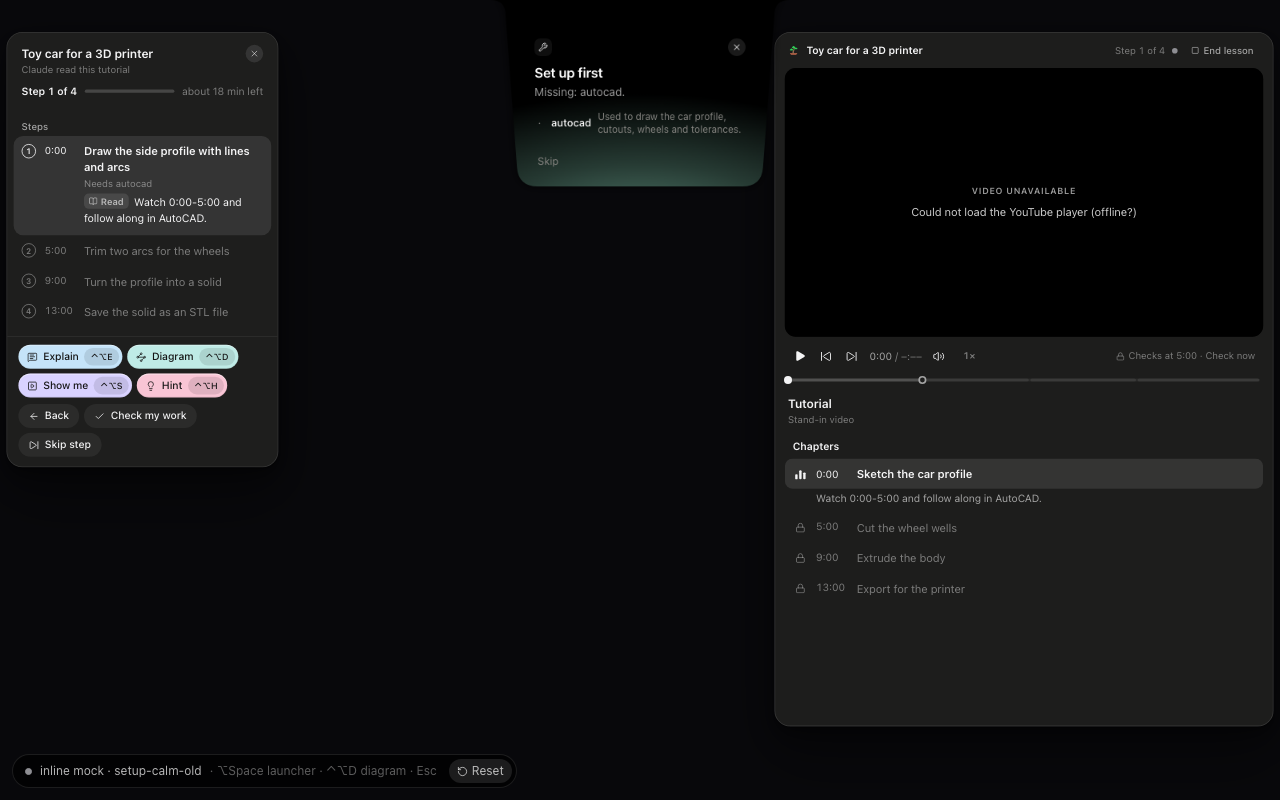 Toy car for a 3D printer
Claude read this tutorial
Step 1 of 4 about 18 min left
Steps
1 0:00 Draw the side profile with lines
and arcs
Needs autocad
Read Watch 0:00-5:00 and
follow along in AutoCAD.
2 5:00 Trim two arcs for the wheels
3 9:00 Turn the profile into a solid
4 13:00 Save the solid as an STL file
Explain ^⌥E Diagram ^⌥D
Show me ^⌥S Hint ^⌥H
Back Check my work
Skip step
Set up first
Missing: autocad.
· autocad Used to draw the car profile,
cutouts, wheels and tolerances.
Skip
Toy car for a 3D printer Step 1 of 4 End lesson
VIDEO UNAVAILABLE
Could not load the YouTube player (offline?)
0:00 / –:–– 1× Checks at 5:00 · Check now
Tutorial
Stand-in video
Chapters
0:00 Sketch the car profile
Watch 0:00-5:00 and follow along in AutoCAD.
5:00 Cut the wheel wells
9:00 Extrude the body
13:00 Export for the printer
inline mock · setup-calm-old · ⌥Space launcher · ^⌥D diagram · Esc Reset